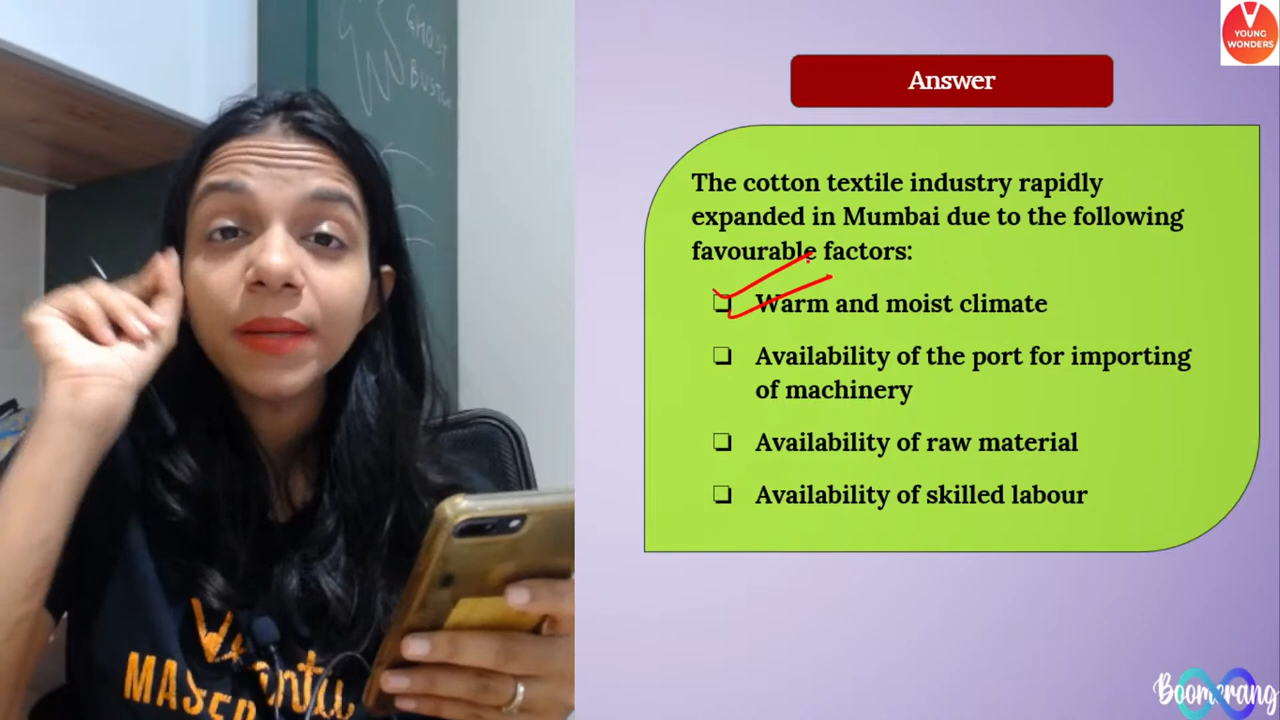 GHOST
YOUNG
WONDERS
Answer
The cotton textile industry rapidly
expanded in Mumbai due to the following
favourable factors:
❑ Warm and moist climate
❑ Availability of the port for importing
of machinery
❑ Availability of raw material
❑ Availability of skilled labour
MASTER
Boomerang